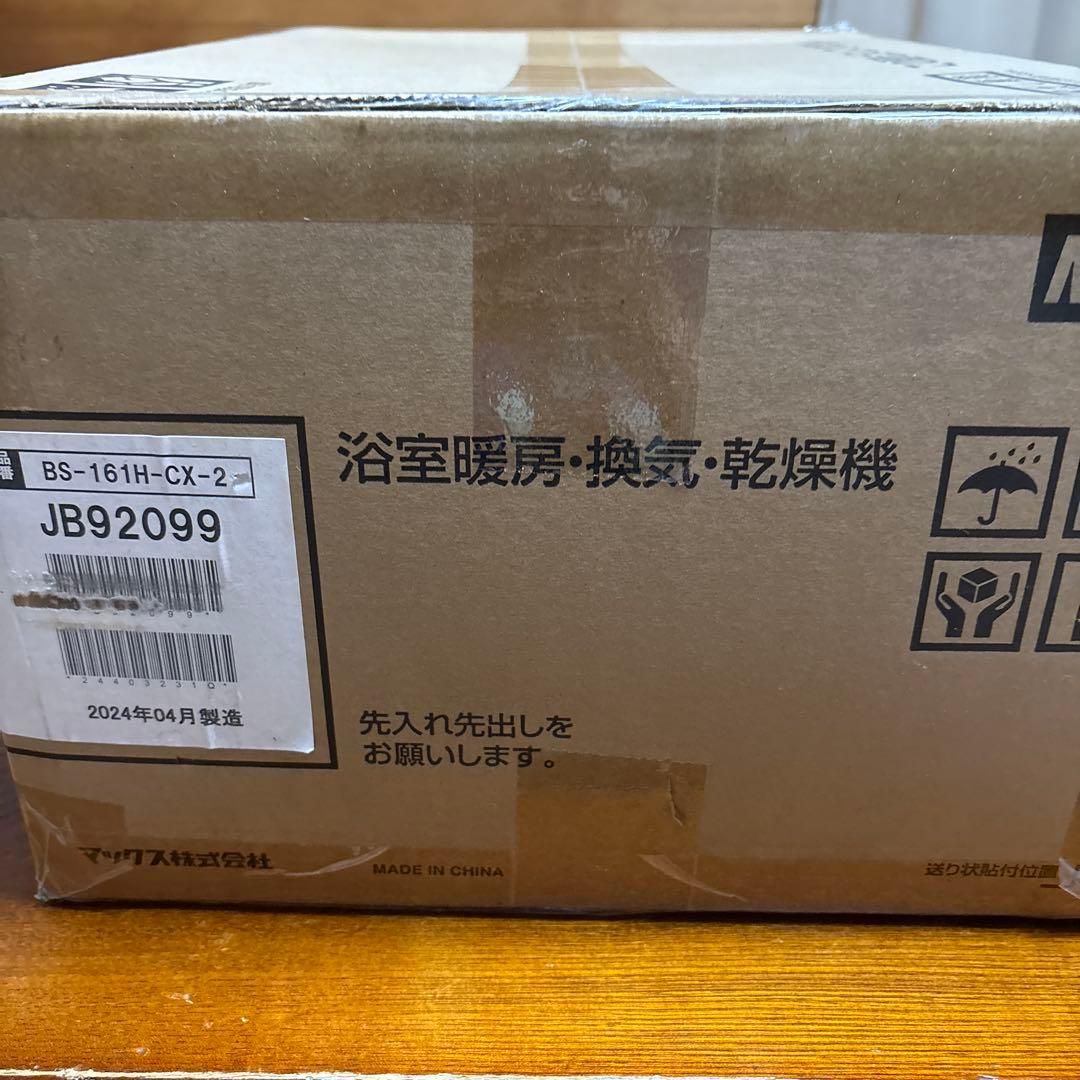 品番 BS-161H-CX-2
JB92099
*24403231Q*
2024年04月製造
浴室暖房・換気・乾燥機
先入れ先出しを
お願いします。
マックス株式会社
MADE IN CHINA
送り状貼付位置